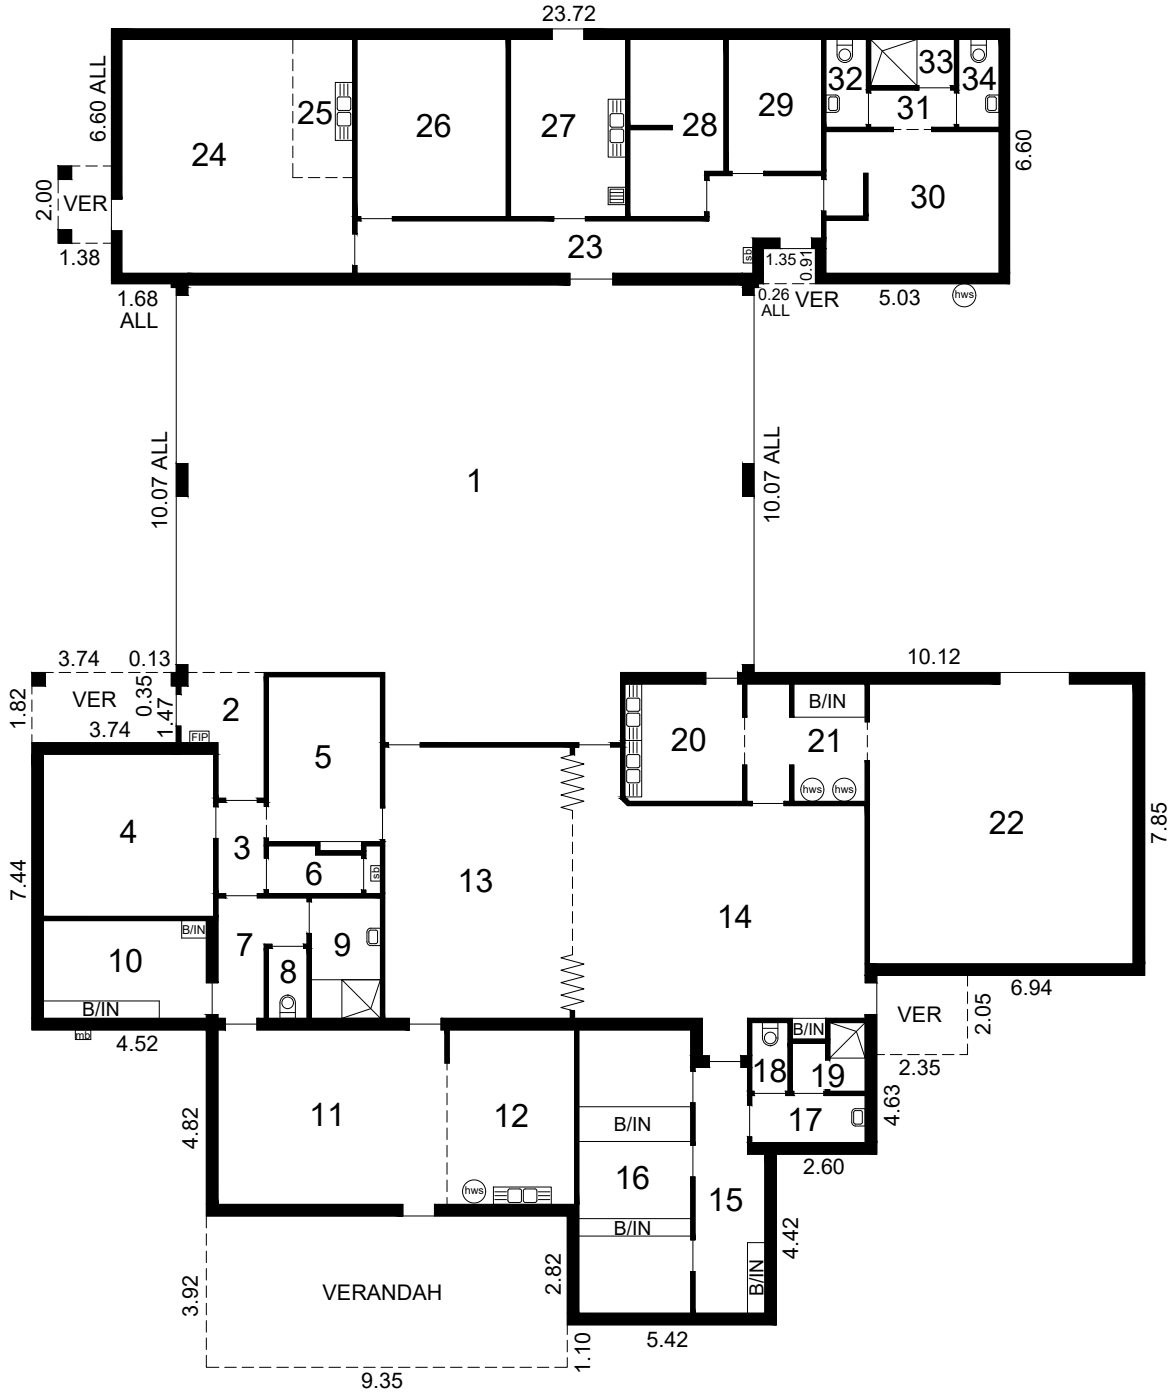 23.72
6.60 ALL
24
25
26
27
28
29
32
33
34
31
30
6.60
2.00
VER
1.38
23
sb
1.35
0.91
1.68
ALL
0.26
ALL
VER
5.03
hws
10.07 ALL
1
10.07 ALL
3.74
0.13
10.12
1.82
VER
0.35
1.47
2
3.74
FIP
5
20
B/IN
21
hws
hws
22
7.85
4
3
6
sb
13
14
7.44
B/IN
10
7
8
9
B/IN
mb
4.52
6.94
VER
2.05
2.35
B/IN
18
19
4.63
17
2.60
4.82
11
12
hws
B/IN
16
B/IN
15
B/IN
4.42
3.92
VERANDAH
2.82
5.42
1.10
9.35